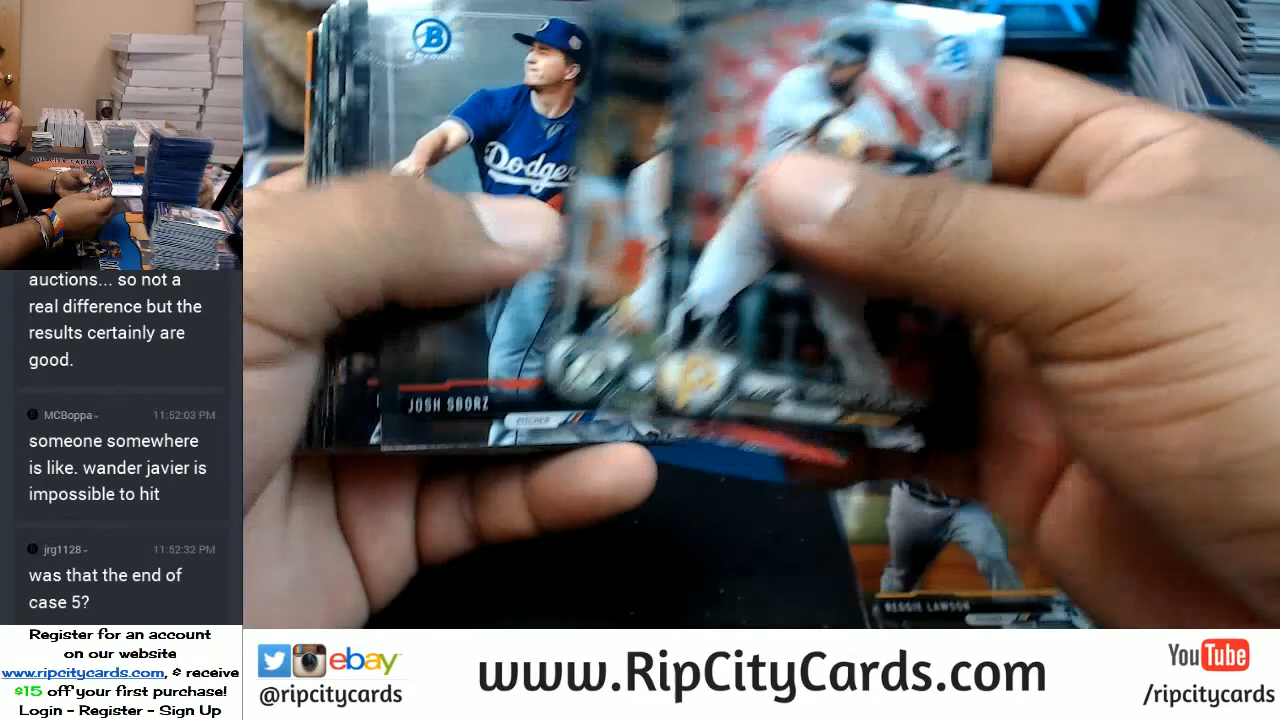 B
Chrome
Dodgers
JOSH SBORZ
PITCHER
P
REGGIE LAWSON
auctions... so not a
real difference but the
results certainly are
good.
MCBoppa 11:52:03 PM
someone somewhere
is like. wander javier is
impossible to hit
jrg1128 11:52:32 PM
was that the end of
case 5?
Register for an account
on our website
www.ripcitycards.com, & receive
$15 off your first purchase!
Login - Register - Sign Up
ebay
@ripcitycards
www.RipCityCards.com
YouTube
/ripcitycards